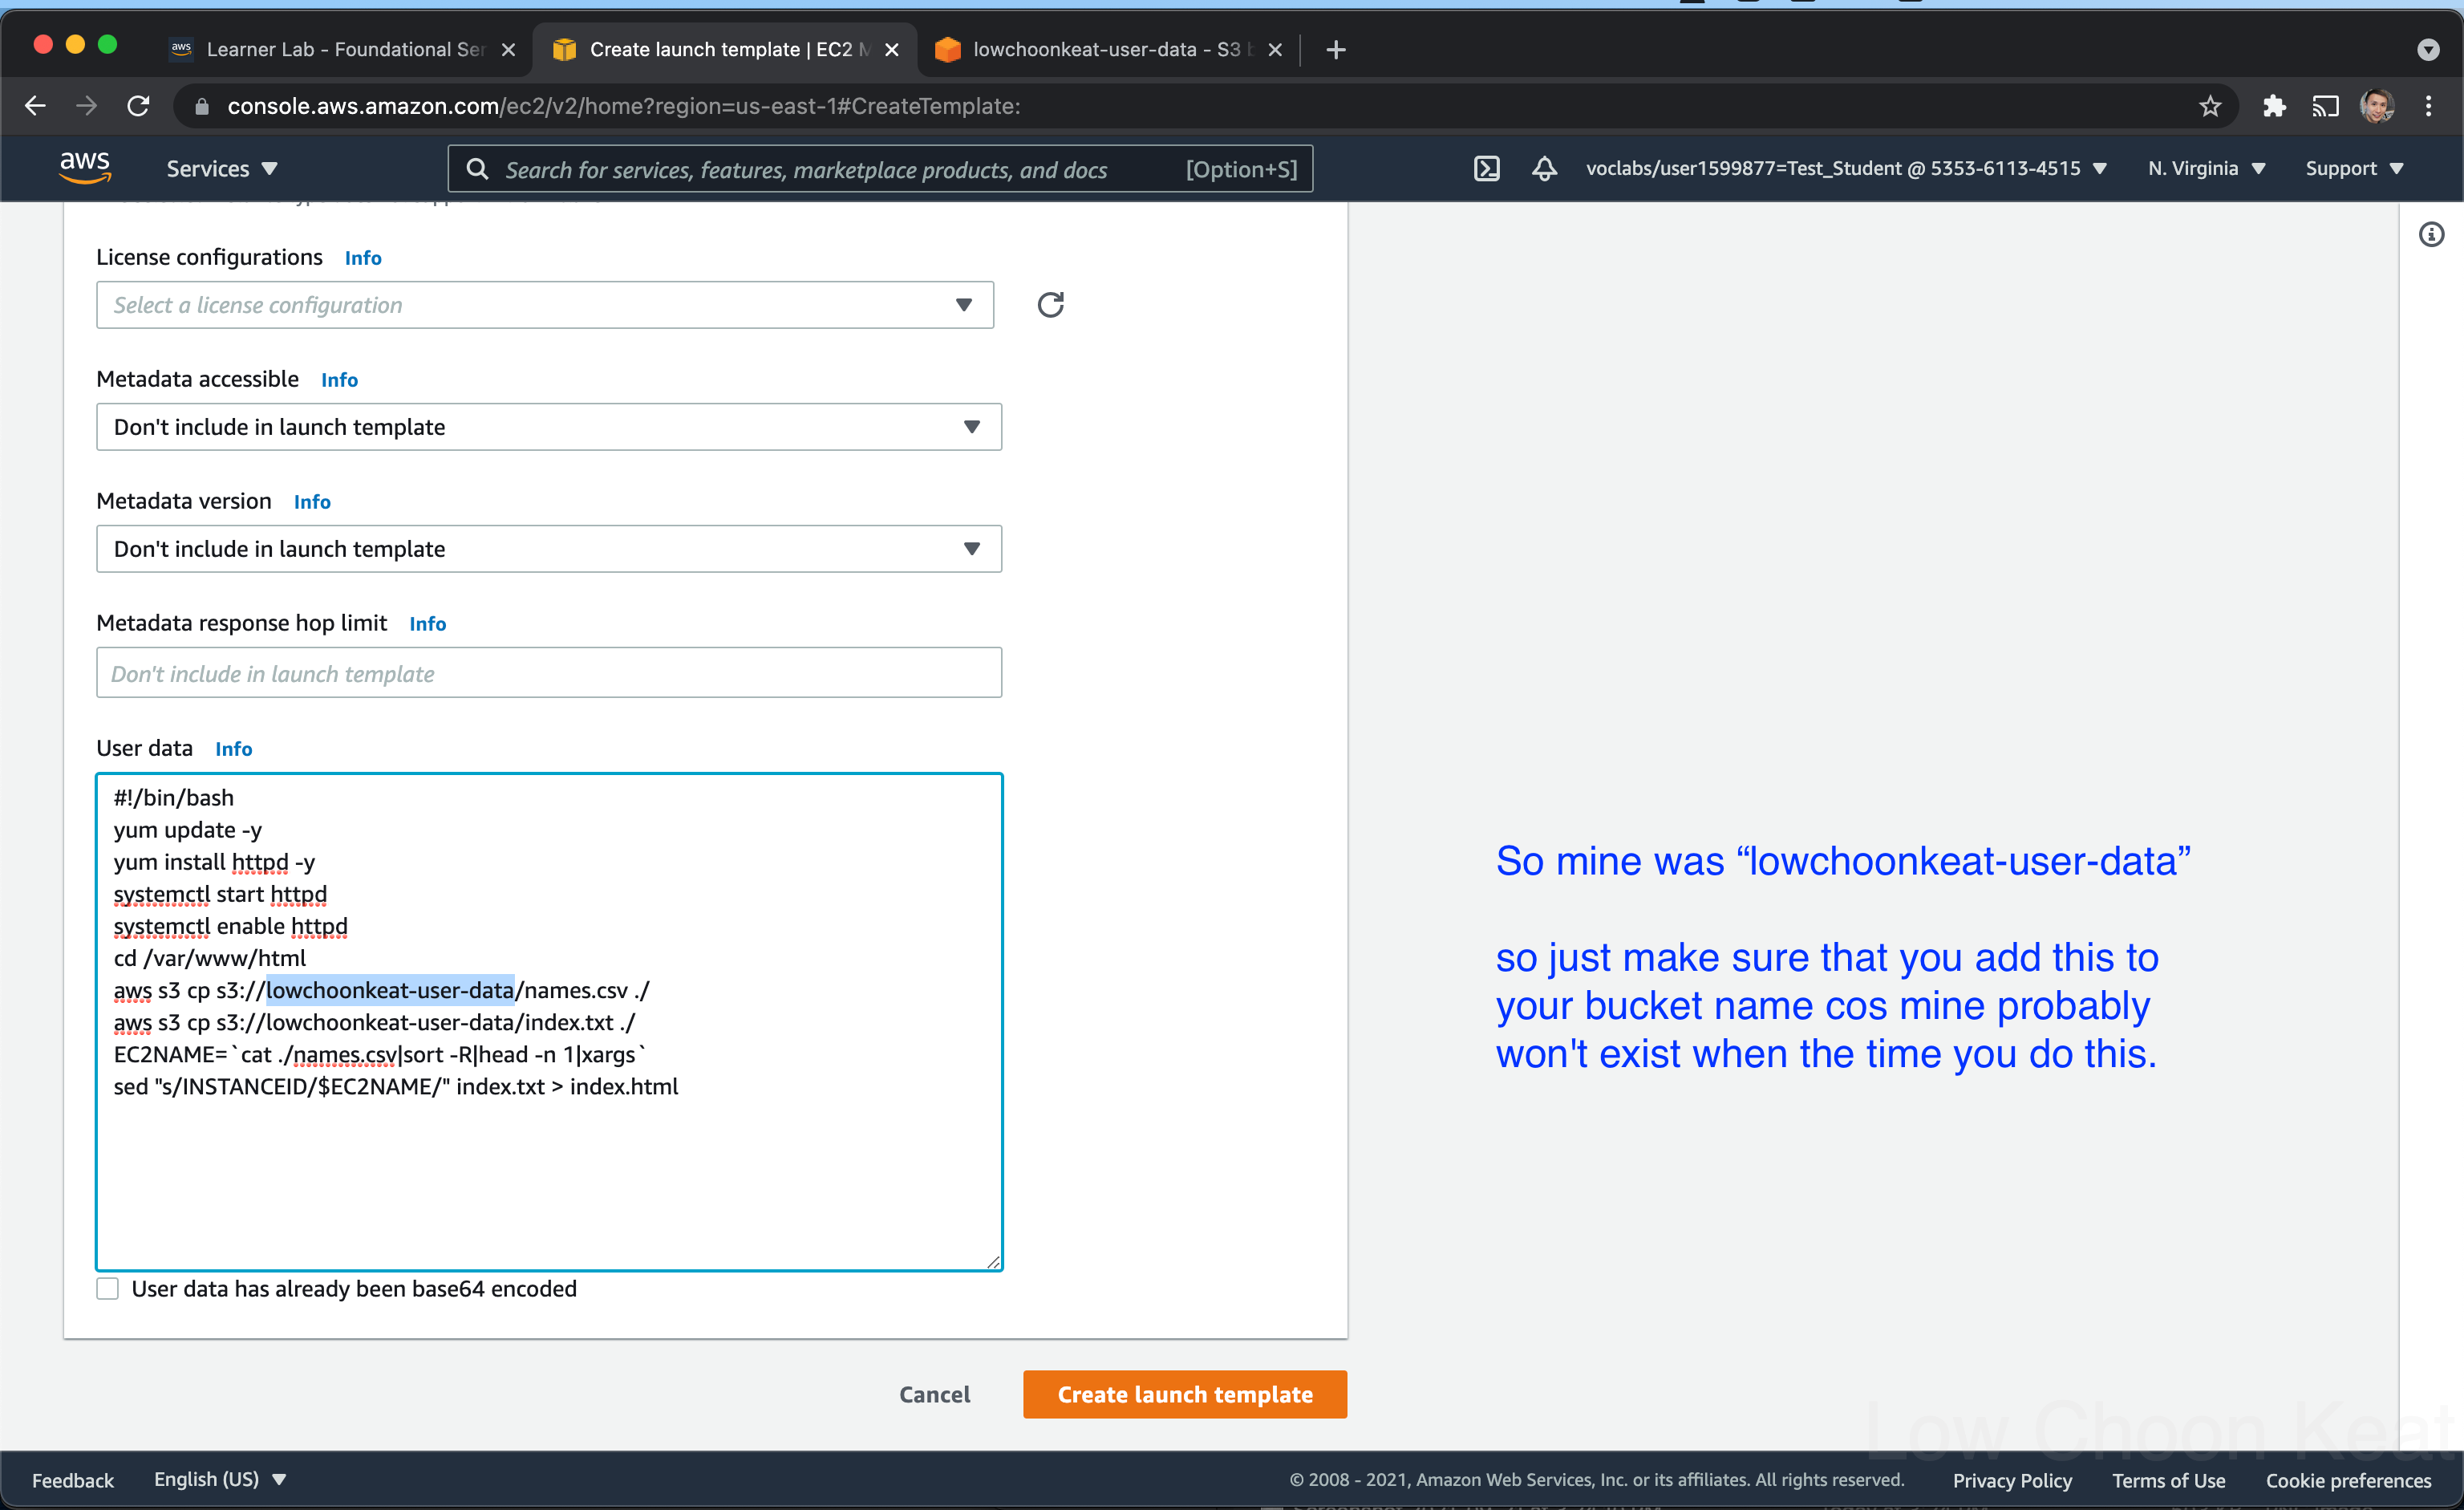 aws
Learner Lab - Foundational Ser
Create launch template | EC2 M
lowchoonkeat-user-data - S3 b
console.aws.amazon.com/ec2/v2/home?region=us-east-1#CreateTemplate:
aws
Services
Search for services, features, marketplace products, and docs
[Option+S]
voclabs/user1599877=Test_Student @ 5353-6113-4515
N. Virginia
Support
License configurations Info
Select a license configuration
Metadata accessible Info
Don't include in launch template
Metadata version Info
Don't include in launch template
Metadata response hop limit Info
Don't include in launch template
User data Info
#!/bin/bash
yum update -y
yum install httpd -y
systemctl start httpd
systemctl enable httpd
cd /var/www/html
aws s3 cp s3://lowchoonkeat-user-data/names.csv ./
aws s3 cp s3://lowchoonkeat-user-data/index.txt ./
EC2NAME=`cat ./names.csv|sort -R|head -n 1|xargs`
sed "s/INSTANCEID/$EC2NAME/" index.txt > index.html
User data has already been base64 encoded
So mine was “lowchoonkeat-user-data”
so just make sure that you add this to
your bucket name cos mine probably
won't exist when the time you do this.
Cancel
Create launch template
Low Choon Keat
Feedback
English (US)
© 2008 - 2021, Amazon Web Services, Inc. or its affiliates. All rights reserved.
Privacy Policy
Terms of Use
Cookie preferences